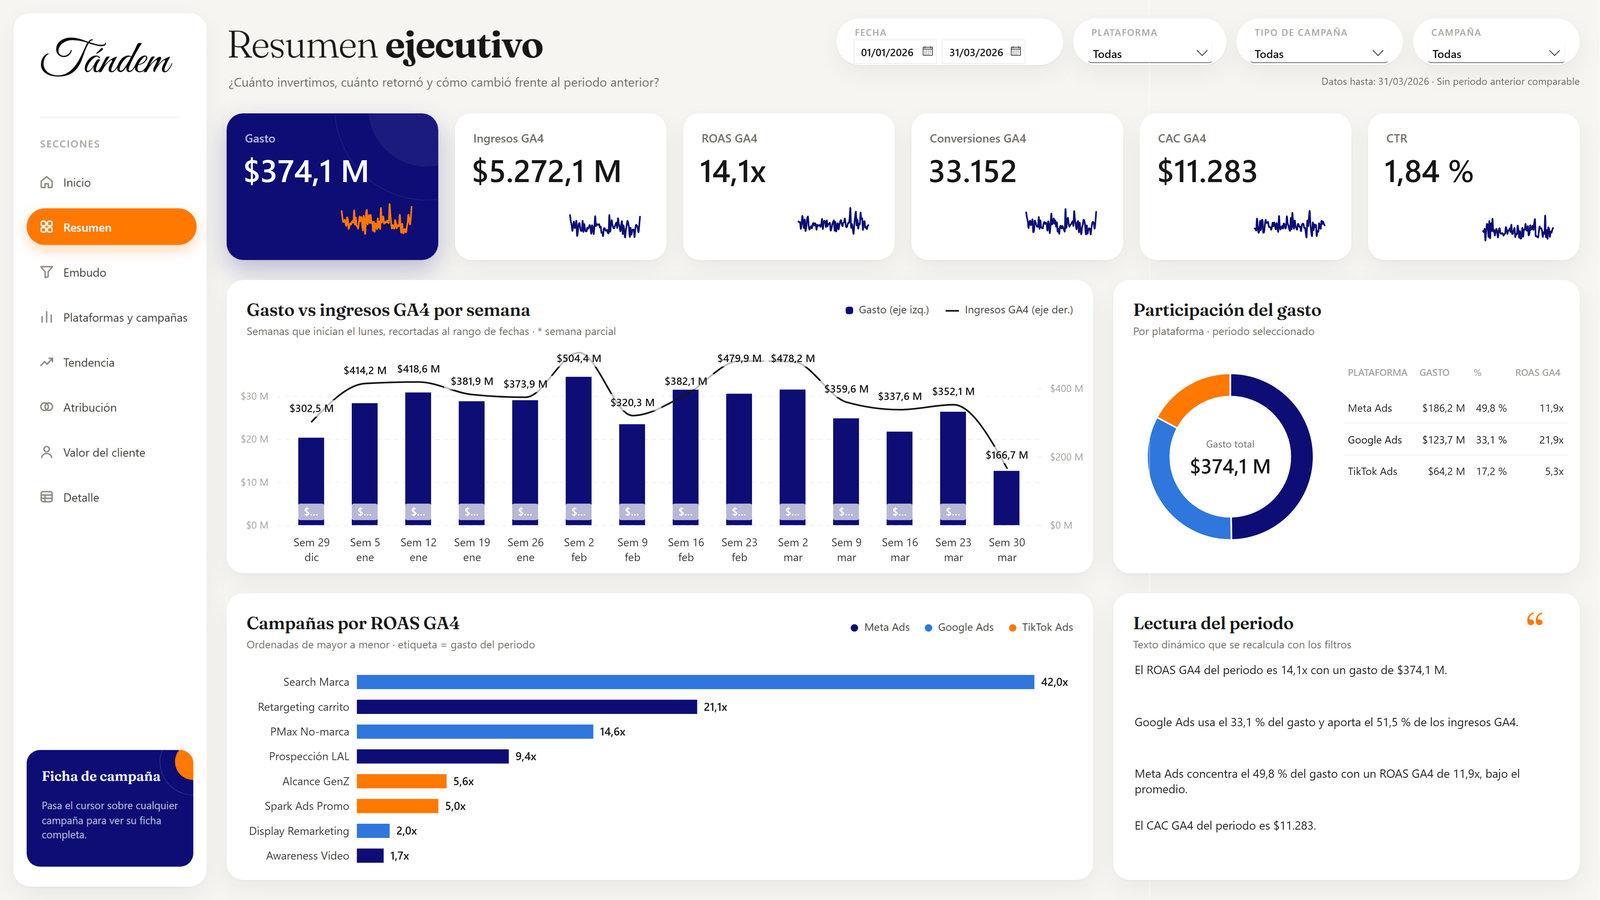 Tándem
SECCIONES
Inicio
Resumen
Embudo
Plataformas y campañas
Tendencia
Atribución
Valor del cliente
Detalle
Ficha de campaña
Pasa el cursor sobre cualquier
campaña para ver su ficha
completa.
Resumen ejecutivo
¿Cuánto invertimos, cuánto retornó y cómo cambió frente al periodo anterior?
FECHA
01/01/2026 31/03/2026
PLATAFORMA
Todas
TIPO DE CAMPAÑA
Todas
CAMPAÑA
Todas
Datos hasta: 31/03/2026 · Sin periodo anterior comparable
Gasto
$374,1 M
Ingresos GA4
$5.272,1 M
ROAS GA4
14,1x
Conversiones GA4
33.152
CAC GA4
$11.283
CTR
1,84 %
Gasto vs ingresos GA4 por semana
Semanas que inician el lunes, recortadas al rango de fechas · * semana parcial
Gasto (eje izq.) Ingresos GA4 (eje der.)
$302,5 M $414,2 M $418,6 M $381,9 M $373,9 M $504,4 M $320,3 M $382,1 M $479,9 M $478,2 M $359,6 M $337,6 M $352,1 M $166,7 M
$30 M
$20 M
$10 M
$0 M
$400 M
$200 M
$0 M
$... $... $... $... $... $... $... $... $... $... $... $... $...
Sem 29 dic
Sem 5 ene
Sem 12 ene
Sem 19 ene
Sem 26 ene
Sem 2 feb
Sem 9 feb
Sem 16 feb
Sem 23 feb
Sem 2 mar
Sem 9 mar
Sem 16 mar
Sem 23 mar
Sem 30 mar
Participación del gasto
Por plataforma · periodo seleccionado
Gasto total
$374,1 M
PLATAFORMA GASTO % ROAS GA4
Meta Ads $186,2 M 49,8 % 11,9x
Google Ads $123,7 M 33,1 % 21,9x
TikTok Ads $64,2 M 17,2 % 5,3x
Campañas por ROAS GA4
Ordenadas de mayor a menor · etiqueta = gasto del periodo
Meta Ads Google Ads TikTok Ads
Search Marca 42,0x
Retargeting carrito 21,1x
PMax No-marca 14,6x
Prospección LAL 9,4x
Alcance GenZ 5,6x
Spark Ads Promo 5,0x
Display Remarketing 2,0x
Awareness Video 1,7x
Lectura del periodo
Texto dinámico que se recalcula con los filtros
El ROAS GA4 del periodo es 14,1x con un gasto de $374,1 M.
Google Ads usa el 33,1 % del gasto y aporta el 51,5 % de los ingresos GA4.
Meta Ads concentra el 49,8 % del gasto con un ROAS GA4 de 11,9x, bajo el
promedio.
El CAC GA4 del periodo es $11.283.